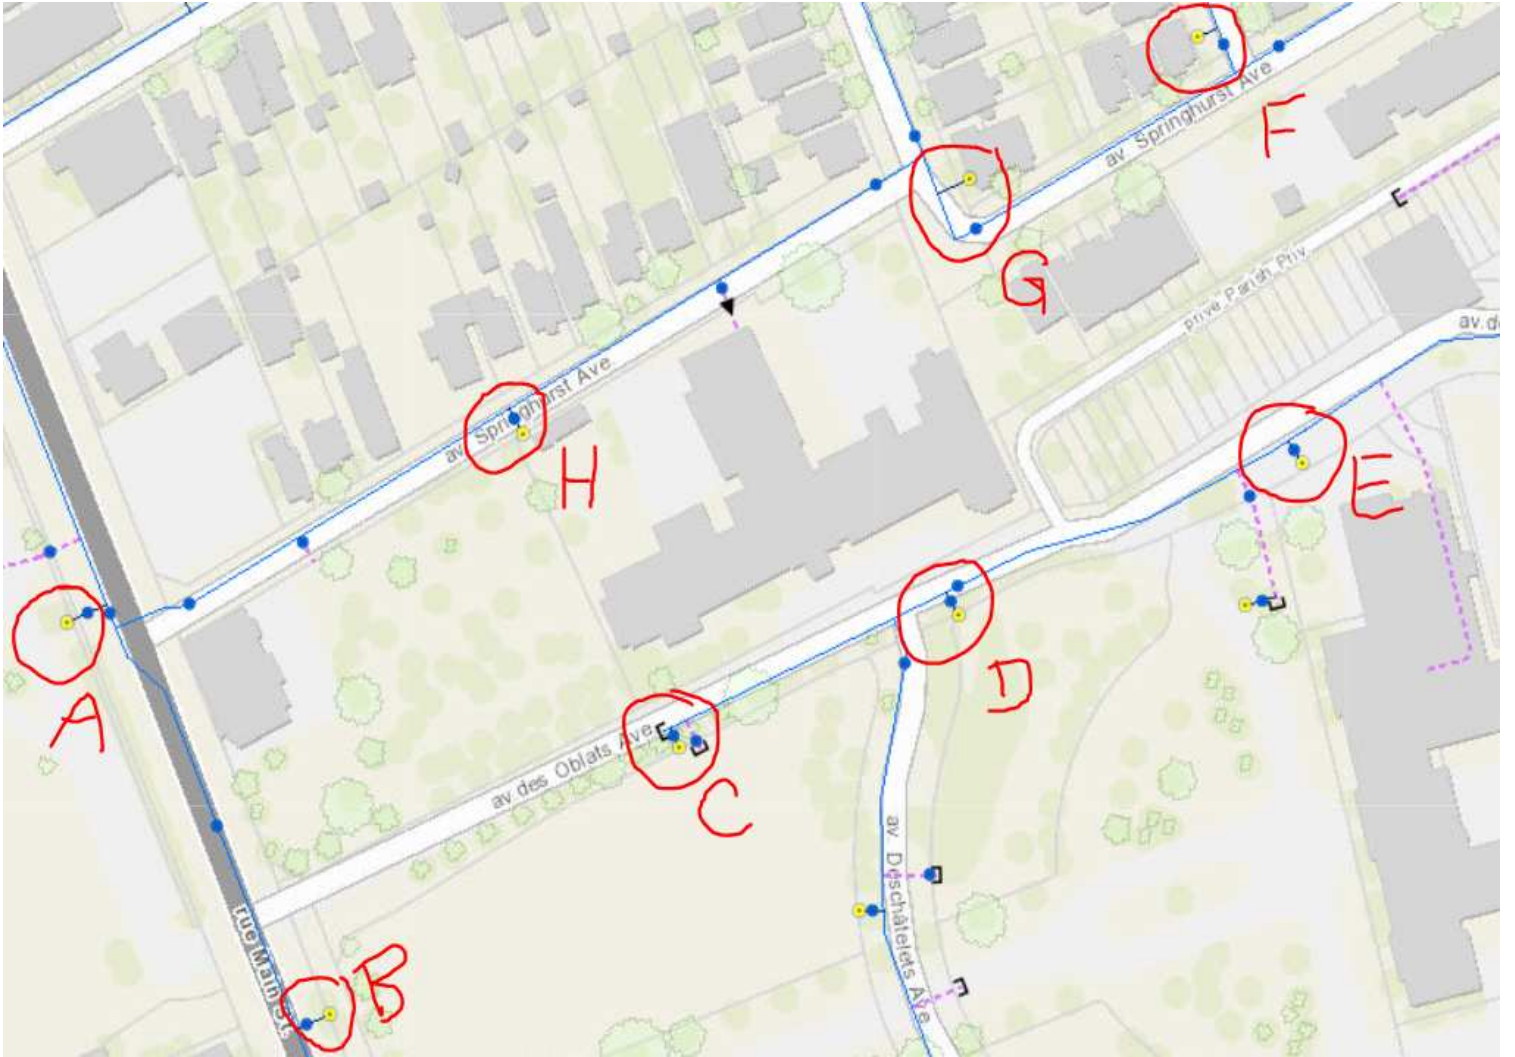 av. Springhurst Ave
F
G
privé Parish Priv.
av.d
av. Springhurst Ave
H
E
A
D
av.des Oblats Ave
C
av. Deschâtelets Ave
rue Main St.
B